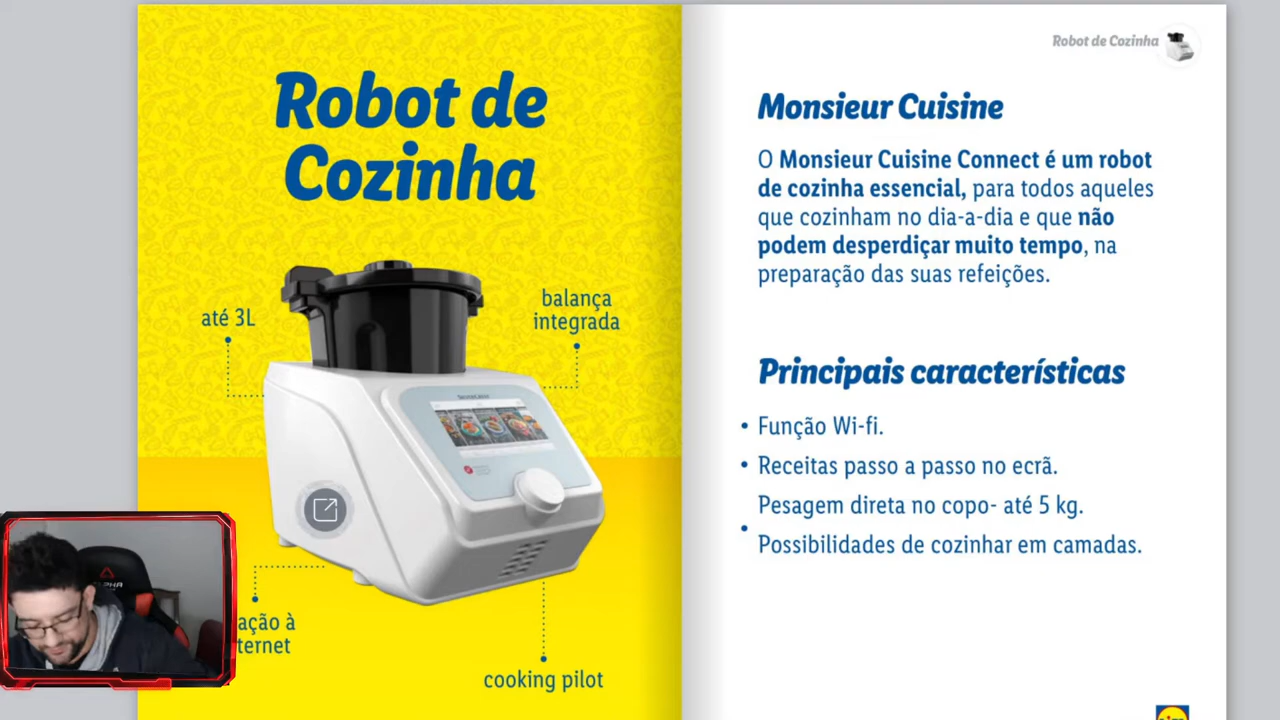 Robot de
Cozinha
até 3L
balança
integrada
ação à
ternet
cooking pilot
Robot de Cozinha
Monsieur Cuisine
O Monsieur Cuisine Connect é um robot
de cozinha essencial, para todos aqueles
que cozinham no dia-a-dia e que não
podem desperdiçar muito tempo, na
preparação das suas refeições.
Principais características
• Função Wi-fi.
• Receitas passo a passo no ecrã.
Pesagem direta no copo- até 5 kg.
• Possibilidades de cozinhar em camadas.